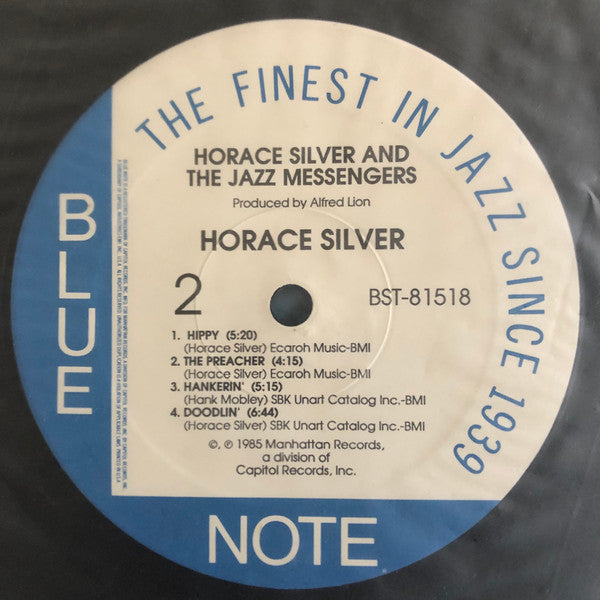 THE FINEST IN JAZZ SINCE 1939
HORACE SILVER AND
THE JAZZ MESSENGERS
Produced by Alfred Lion
HORACE SILVER
2
BST-81518
1. HIPPY (5:20)
(Horace Silver) Ecaroh Music-BMI
2. THE PREACHER (4:15)
(Horace Silver) Ecaroh Music-BMI
3. HANKERIN' (5:15)
(Hank Mobley) SBK Unart Catalog Inc.-BMI
4. DOODLIN' (6:44)
(Horace Silver) SBK Unart Catalog Inc.-BMI
©, ℗ 1985 Manhattan Records,
a division of
Capitol Records, Inc.
BLUE
NOTE